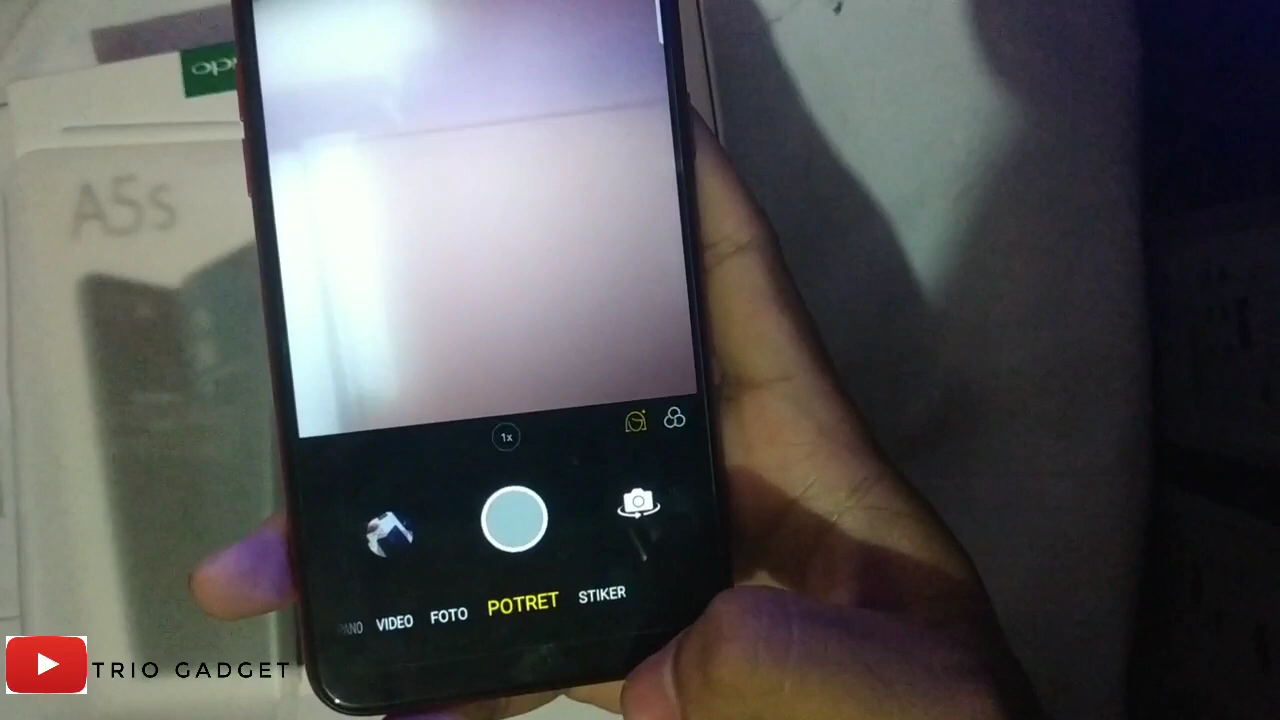 oppo
A5s
1x
PANO VIDEO FOTO POTRET STIKER
TRIO GADGET